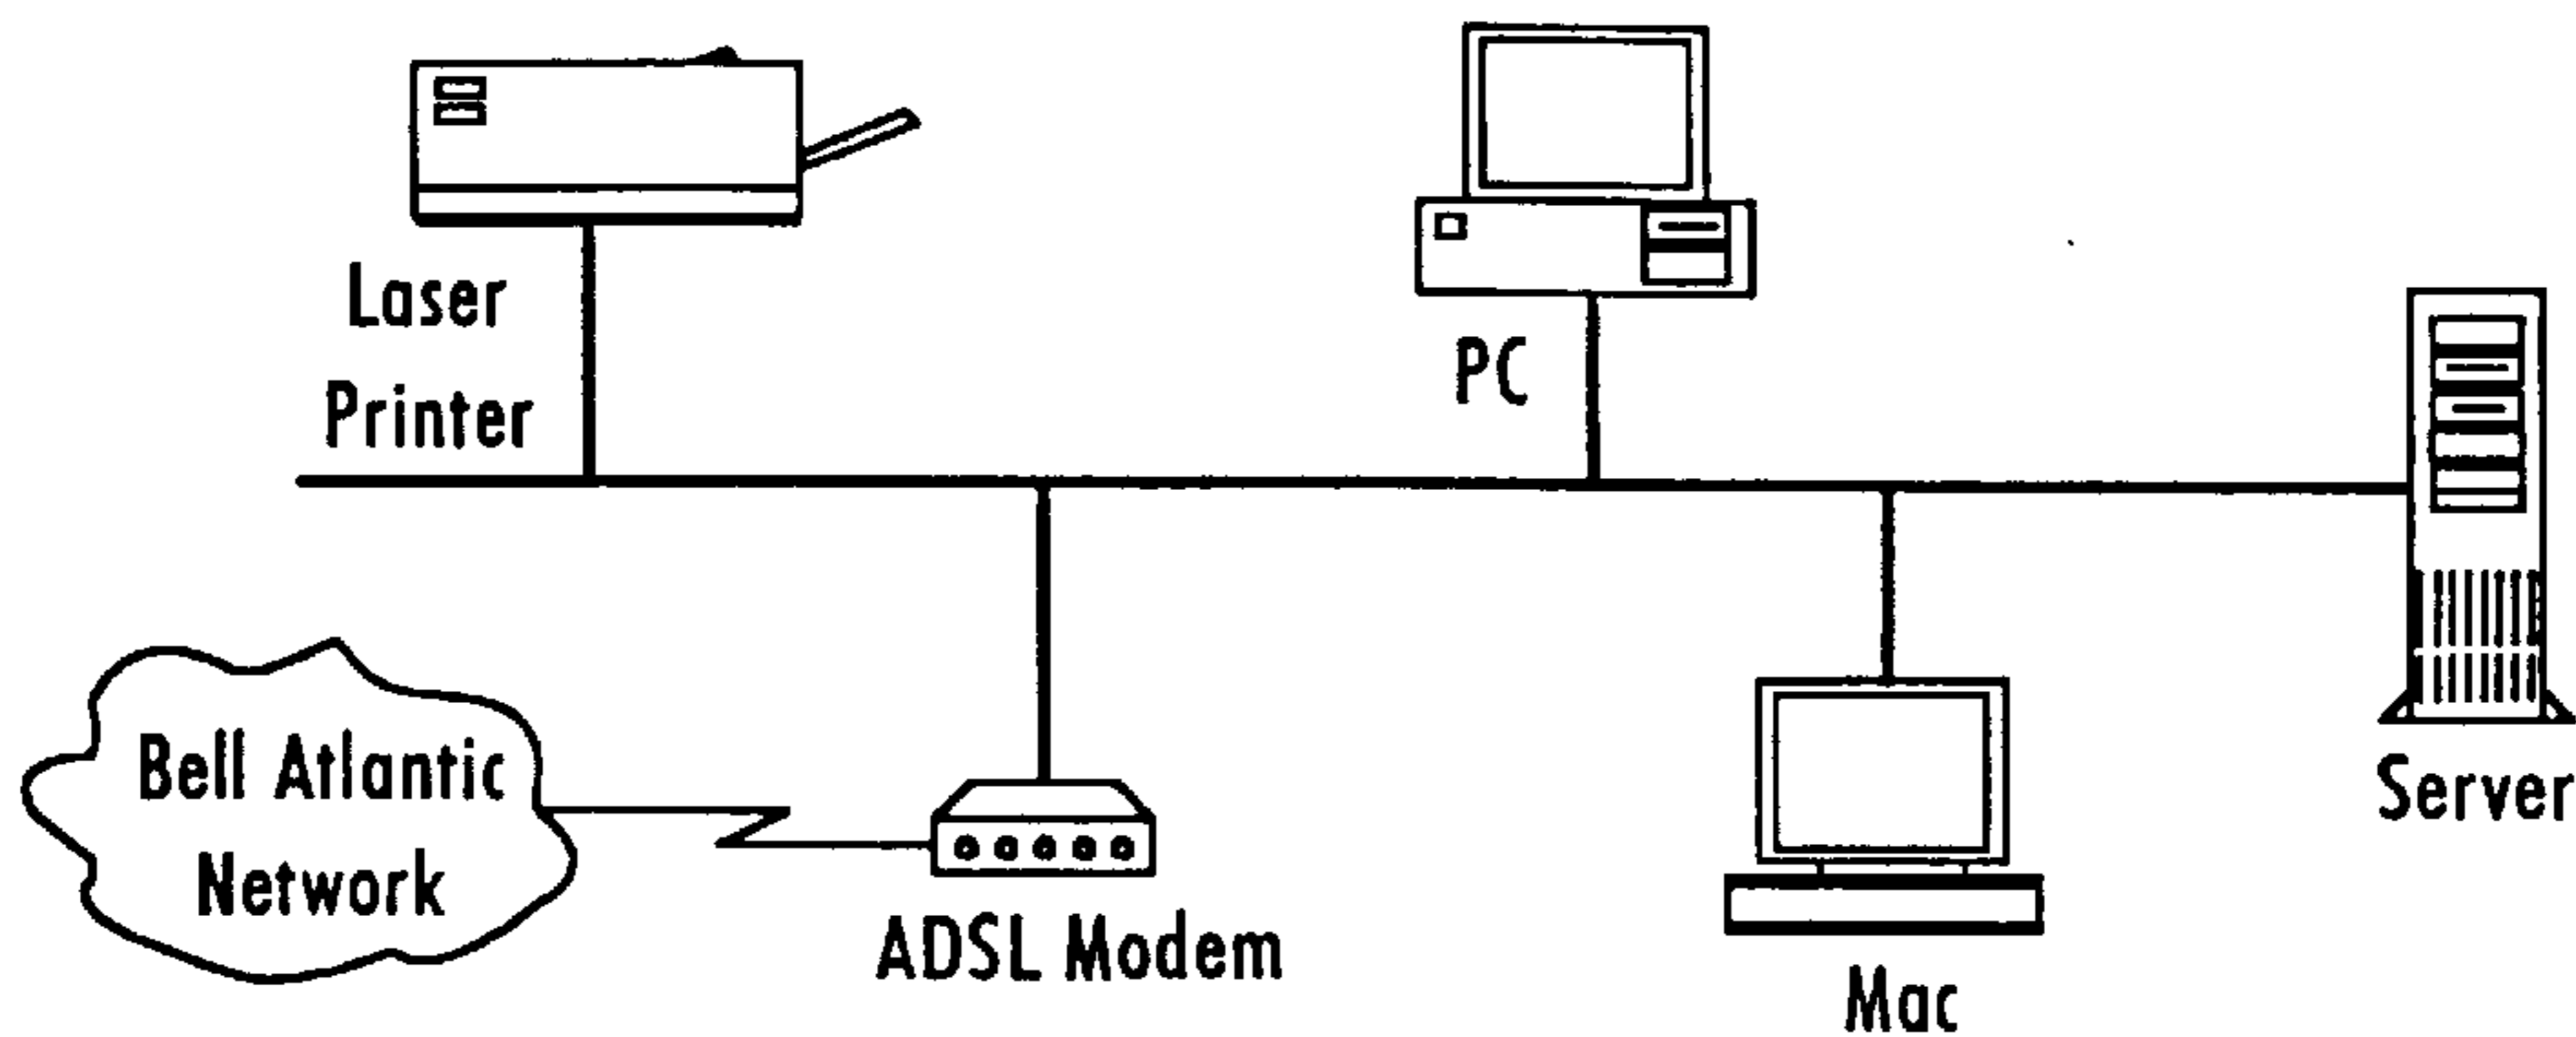 Laser
Printer
PC
Server
Bell Atlantic
Network
ADSL Modem
Mac